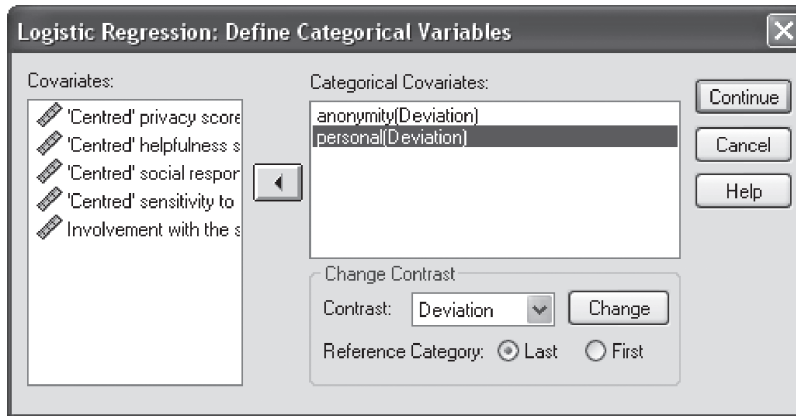 Logistic Regression: Define Categorical Variables
Covariates:
'Centred' privacy score
'Centred' helpfulness s
'Centred' social respor
'Centred' sensitivity to
Involvement with the s
Categorical Covariates:
anonymity(Deviation)
personal(Deviation)
Continue
Cancel
Help
Change Contrast
Contrast: Deviation Change
Reference Category: Last First